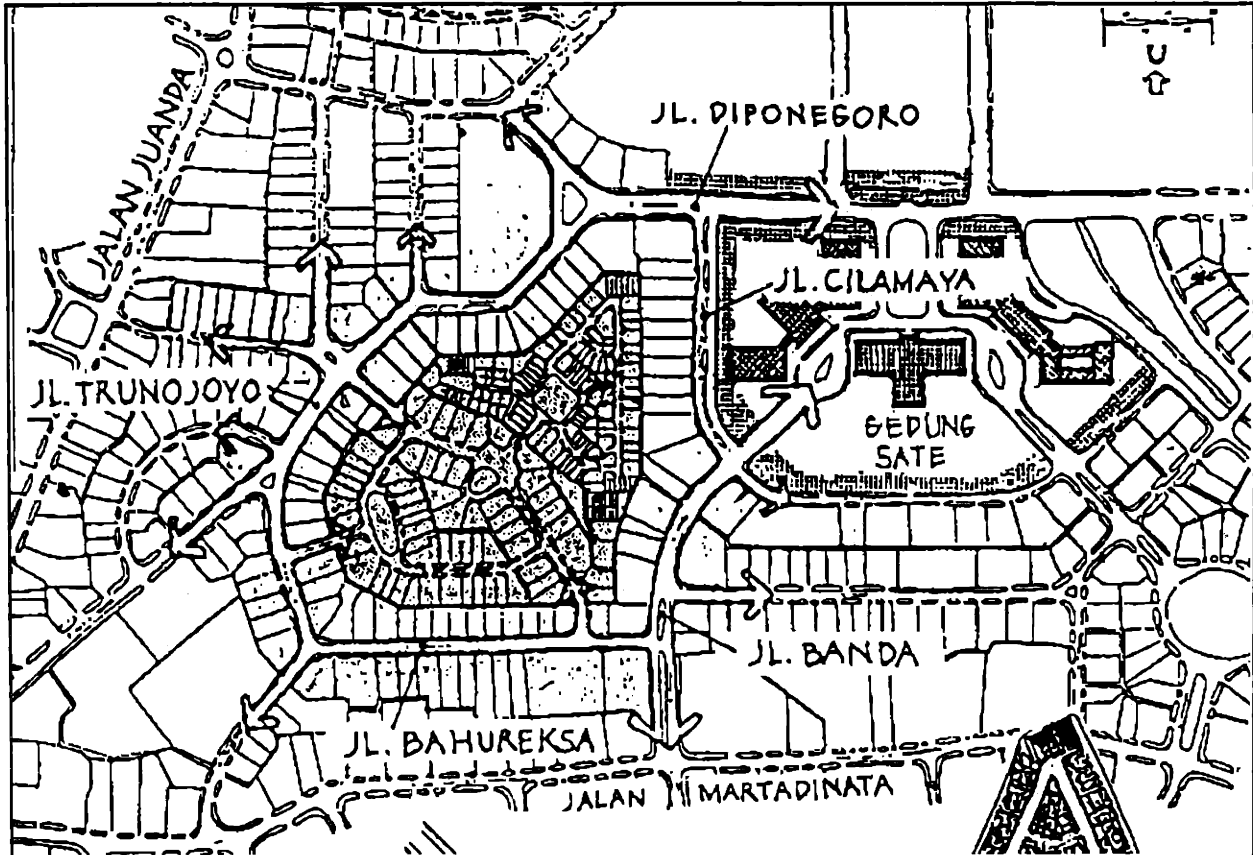 U
JL. DIPONEGORO
JALAN JUANDA
JL. CILAMAYA
JL. TRUNOJOYO
GEDUNG
SATE
JL. BANDA
JL. BAHUREKSA
JALAN MARTADINATA